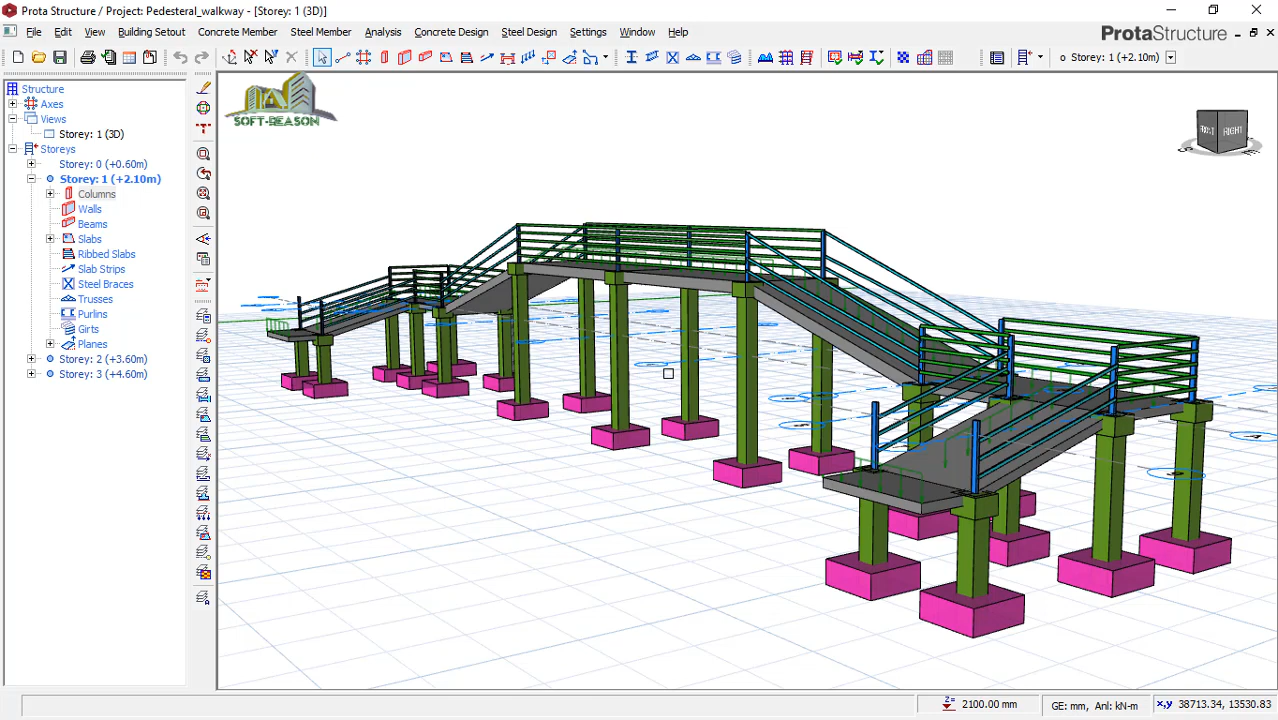 Prota Structure / Project: Pedesteral_walkway - [Storey: 1 (3D)]
File Edit View Building Setout Concrete Member Steel Member Analysis Concrete Design Steel Design Settings Window Help
ProtaStructure
o Storey: 1 (+2.10m)
Structure
Axes
Views
Storey: 1 (3D)
Storeys
Storey: 0 (+0.60m)
Storey: 1 (+2.10m)
Columns
Walls
Beams
Slabs
Ribbed Slabs
Slab Strips
Steel Braces
Trusses
Purlins
Girts
Planes
Storey: 2 (+3.60m)
Storey: 3 (+4.60m)
SOFT-REASON
RIGHT
Z= 2100.00 mm
GE: mm, Anl: kN-m
x,y 38713.34, 13530.83